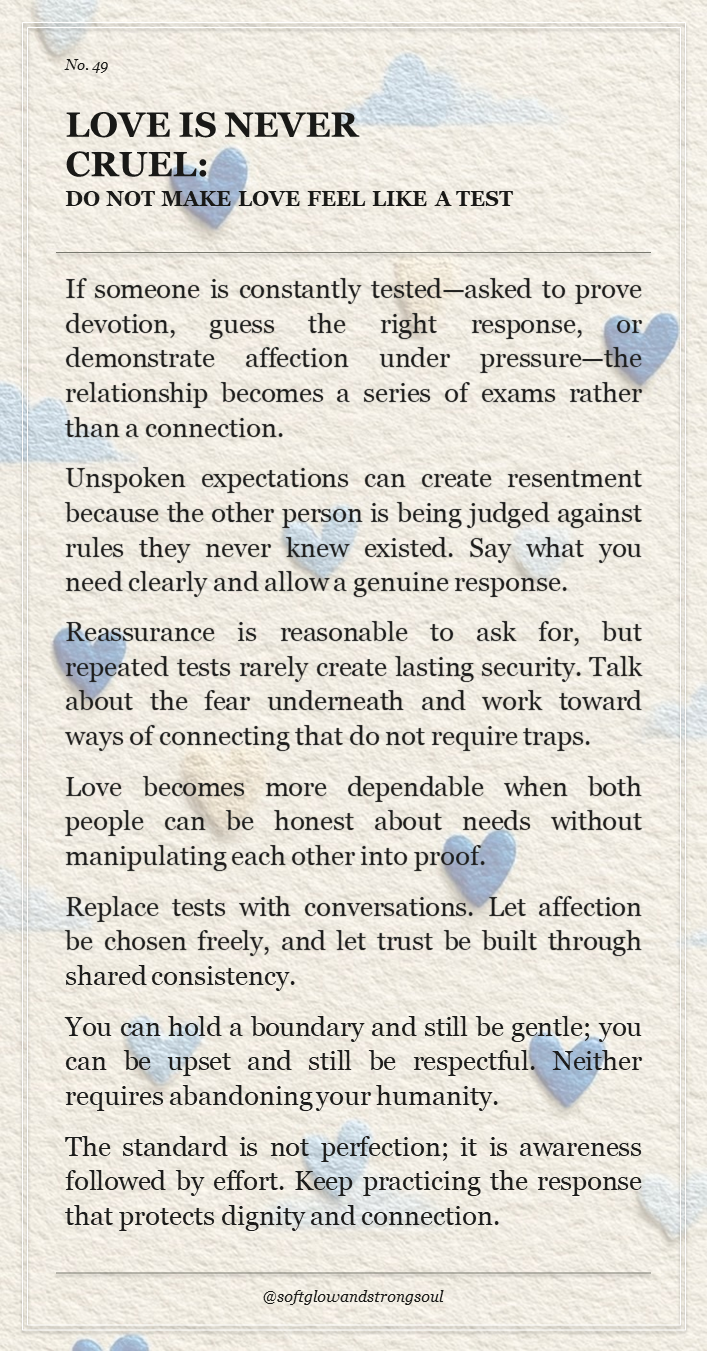 No. 49
LOVE IS NEVER
CRUEL:
DO NOT MAKE LOVE FEEL LIKE A TEST
If someone is constantly tested—asked to prove
devotion, guess the right response, or
demonstrate affection under pressure—the
relationship becomes a series of exams rather
than a connection.
Unspoken expectations can create resentment
because the other person is being judged against
rules they never knew existed. Say what you
need clearly and allow a genuine response.
Reassurance is reasonable to ask for, but
repeated tests rarely create lasting security. Talk
about the fear underneath and work toward
ways of connecting that do not require traps.
Love becomes more dependable when both
people can be honest about needs without
manipulating each other into proof.
Replace tests with conversations. Let affection
be chosen freely, and let trust be built through
shared consistency.
You can hold a boundary and still be gentle; you
can be upset and still be respectful. Neither
requires abandoning your humanity.
The standard is not perfection; it is awareness
followed by effort. Keep practicing the response
that protects dignity and connection.
@softglowandstrongsoul